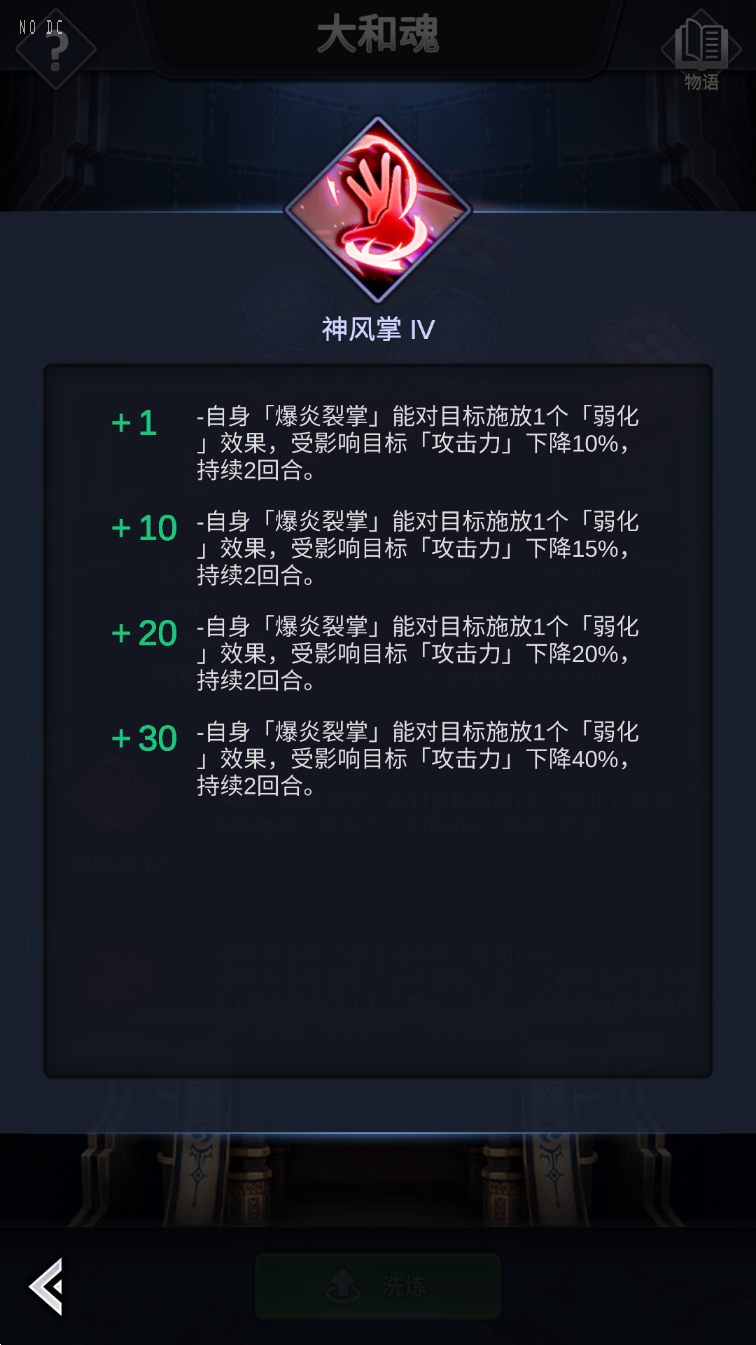 NO DC
大和魂
物语
神风掌 IV
+1
-自身「爆炎裂掌」能对目标施放1个「弱化
」效果，受影响目标「攻击力」下降10%，
持续2回合。
+10
-自身「爆炎裂掌」能对目标施放1个「弱化
」效果，受影响目标「攻击力」下降15%，
持续2回合。
+20
-自身「爆炎裂掌」能对目标施放1个「弱化
」效果，受影响目标「攻击力」下降20%，
持续2回合。
+30
-自身「爆炎裂掌」能对目标施放1个「弱化
」效果，受影响目标「攻击力」下降40%，
持续2回合。
洗炼